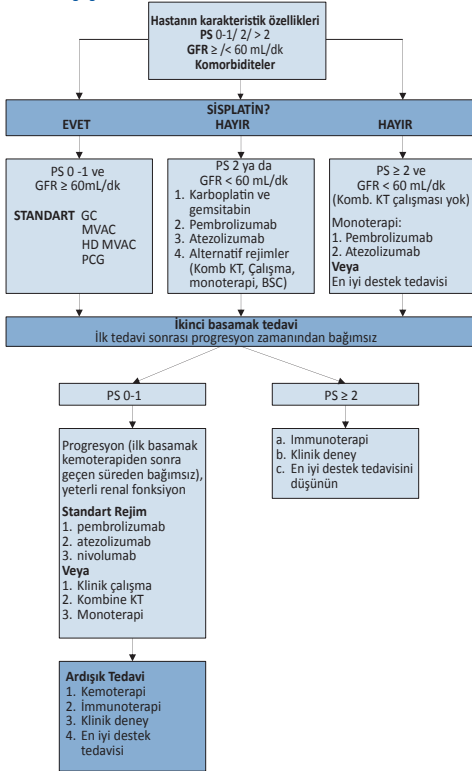 Hastanın karakteristik özellikleri
PS 0-1/ 2/ > 2
GFR ≥ /< 60 mL/dk
Komorbiditeler
SİSPLATİN?
EVET
HAYIR
HAYIR
PS 0 -1 ve
GFR ≥ 60mL/dk
STANDART GC
MVAC
HD MVAC
PCG
PS 2 ya da
GFR < 60 mL/dk
1. Karboplatin ve
gemsitabin
2. Pembrolizumab
3. Atezolizumab
4. Alternatif rejimler
(Komb KT, Çalışma,
monoterapi, BSC)
PS ≥ 2 ve
GFR < 60 mL/dk
(Komb. KT çalışması yok)
Monoterapi:
1. Pembrolizumab
2. Atezolizumab
Veya
En iyi destek tedavisi
İkinci basamak tedavi
İlk tedavi sonrası progresyon zamanından bağımsız
PS 0-1
Progresyon (ilk basamak
kemoterapiden sonra
geçen süreden bağımsız),
yeterli renal fonksiyon
Standart Rejim
1. pembrolizumab
2. atezolizumab
3. nivolumab
Veya
1. Klinik çalışma
2. Kombine KT
3. Monoterapi
PS ≥ 2
a. Immunoterapi
b. Klinik deney
c. En iyi destek tedavisini
düşünün
Ardışık Tedavi
1. Kemoterapi
2. İmmunoterapi
3. Klinik deney
4. En iyi destek
tedavisi